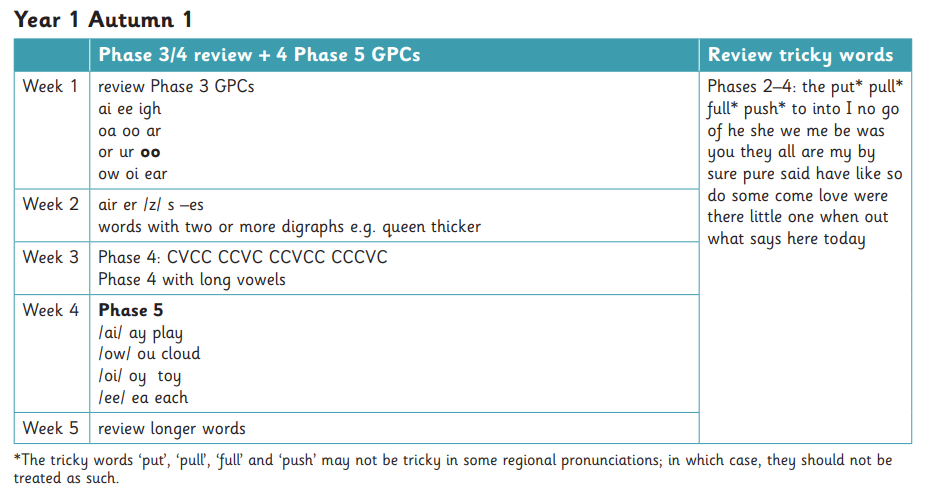 Year 1 Autumn 1
Phase 3/4 review + 4 Phase 5 GPCs
Review tricky words
Week 1
review Phase 3 GPCs
ai ee igh
oa oo ar
or ur oo
ow oi ear
Phases 2–4: the put* pull*
full* push* to into I no go
of he she we me be was
you they all are my by
sure pure said have like so
do some come love were
there little one when out
what says here today
Week 2
air er /z/ s –es
words with two or more digraphs e.g. queen thicker
Week 3
Phase 4: CVCC CCVC CCVCC CCCVC
Phase 4 with long vowels
Week 4
Phase 5
/ai/ ay play
/ow/ ou cloud
/oi/ oy toy
/ee/ ea each
Week 5
review longer words
*The tricky words ‘put’, ‘pull’, ‘full’ and ‘push’ may not be tricky in some regional pronunciations; in which case, they should not be
treated as such.